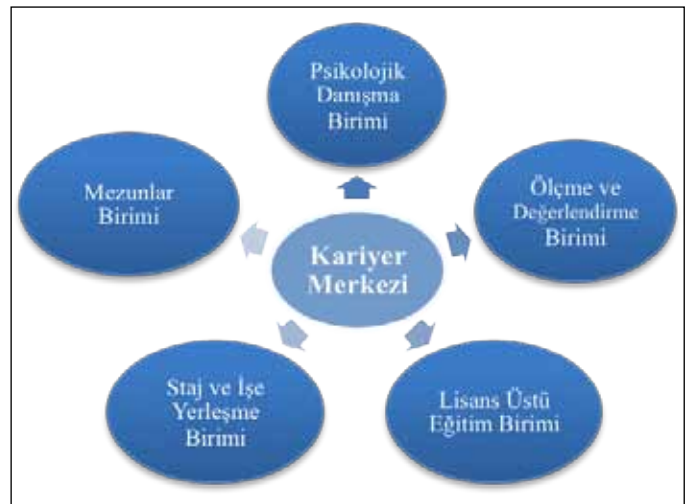 Psikolojik
Danışma
Birimi
Mezunlar
Birimi
Ölçme ve
Değerlendirme
Birimi
Kariyer
Merkezi
Staj ve İşe
Yerleşme
Birimi
Lisans Üstü
Eğitim Birimi